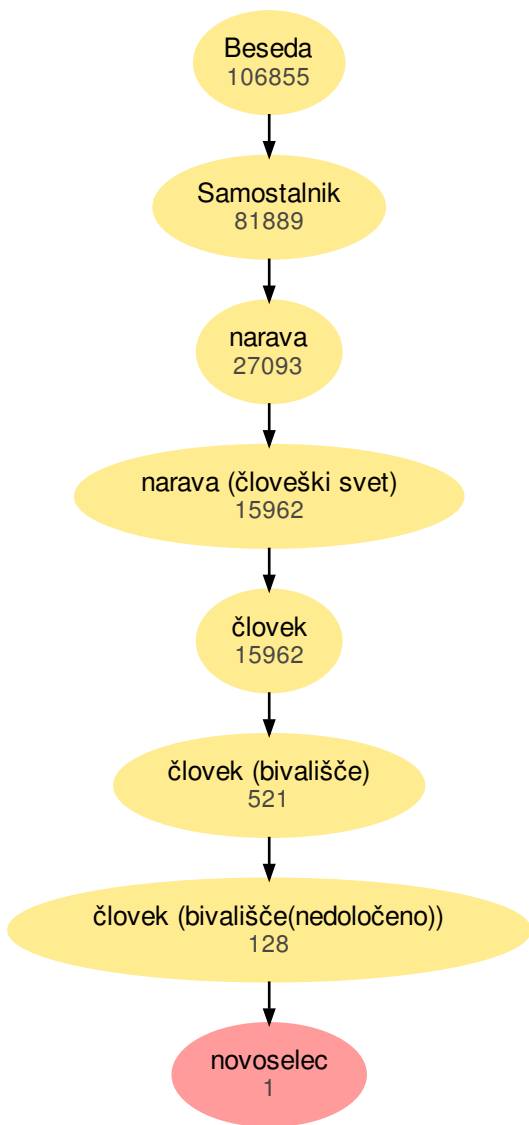 Beseda
106855
Samostalnik
81889
narava
27093
narava (človeški svet)
15962
človek
15962
človek (bivališče)
521
človek (bivališče(nedoločeno))
128
novoselec
1